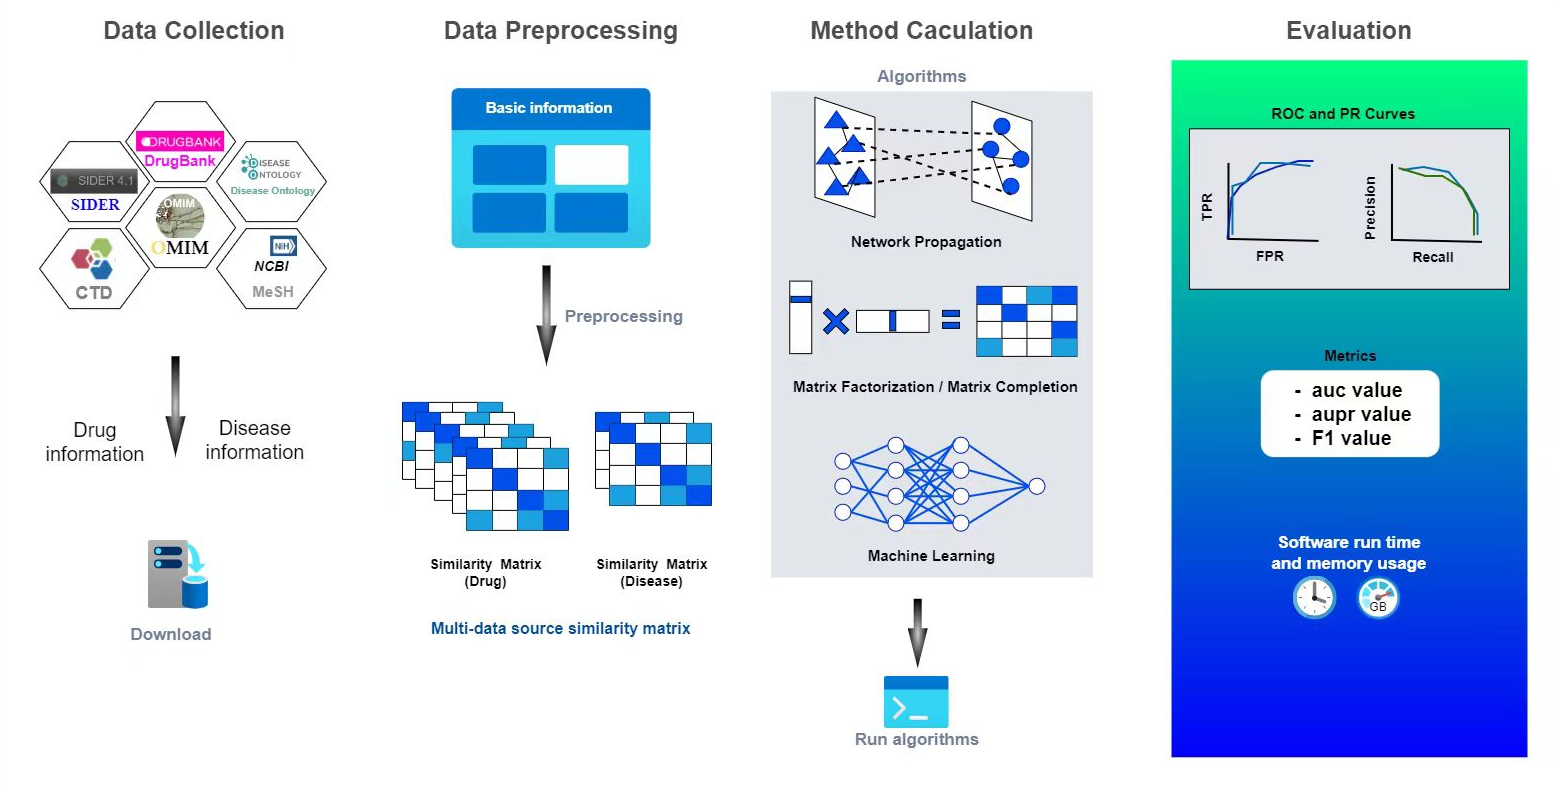 Data Collection
DRUGBANK
DrugBank
SIDER 4.1
SIDER
DISEASE
ONTOLOGY
Disease Ontology
OMIM
OMIM
CTD
NIH
NCBI
MeSH
Drug
information
Disease
information
Download
Data Preprocessing
Basic information
Preprocessing
Similarity Matrix
(Drug)
Similarity Matrix
(Disease)
Multi-data source similarity matrix
Method Caculation
Algorithms
Network Propagation
Matrix Factorization / Matrix Completion
Machine Learning
Run algorithms
Evaluation
ROC and PR Curves
TPR
FPR
Precision
Recall
Metrics
- auc value
- aupr value
- F1 value
Software run time
and memory usage
GB